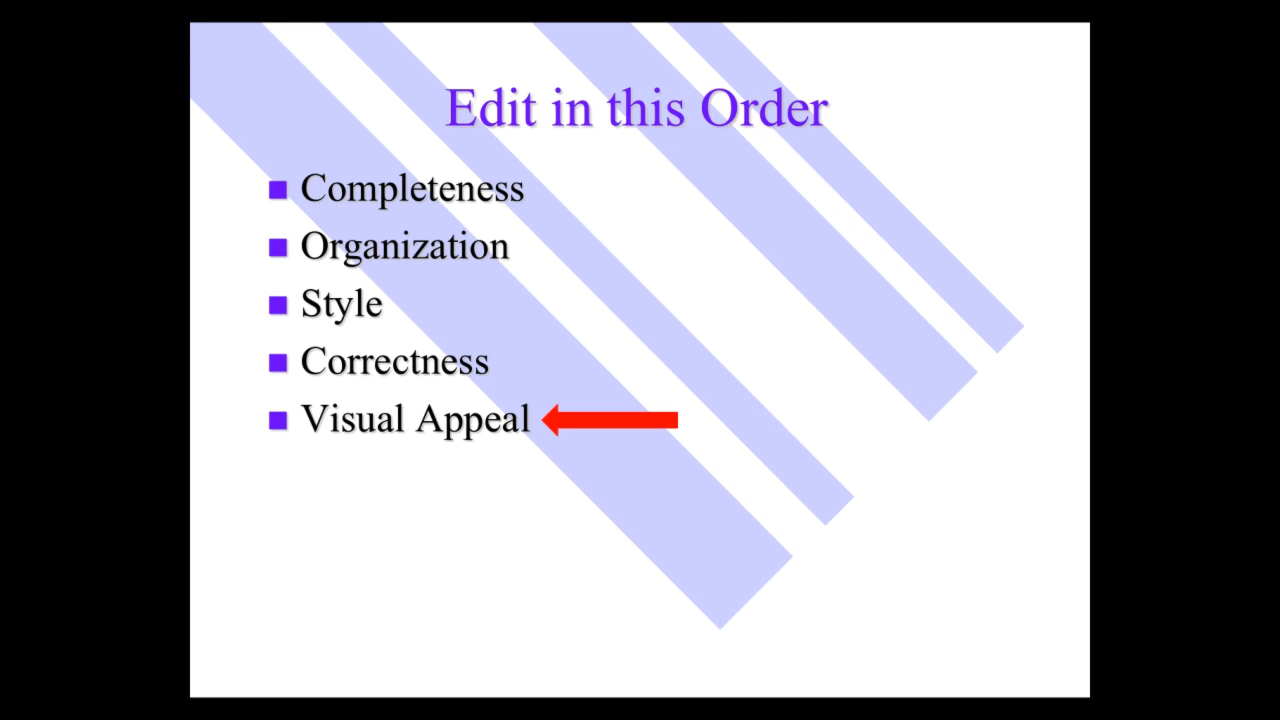 Edit in this Order
Completeness
Organization
Style
Correctness
Visual Appeal